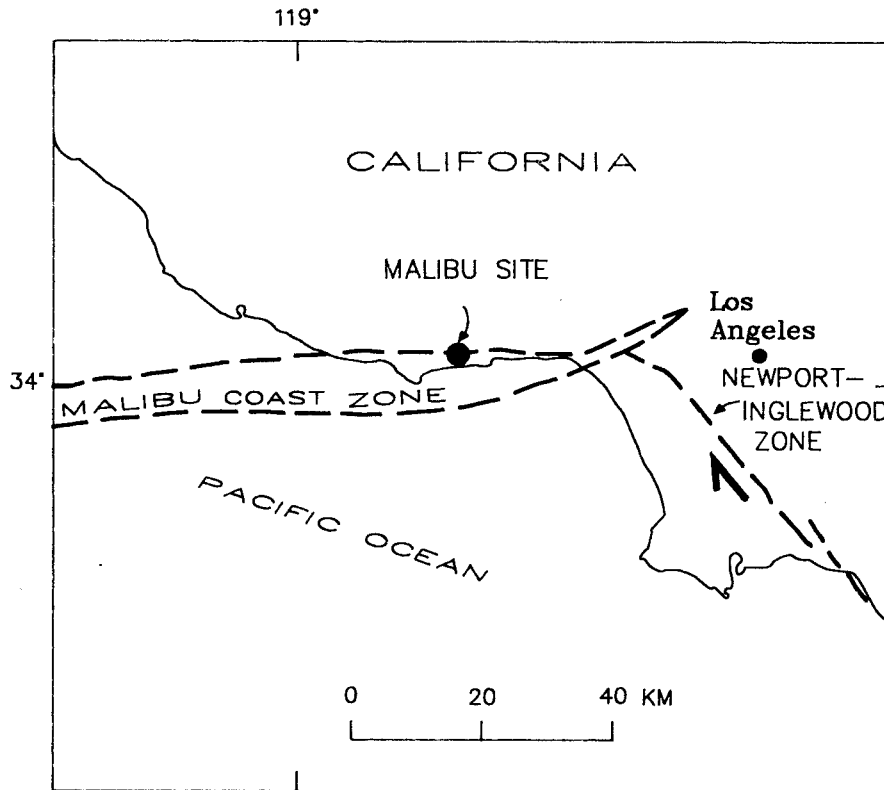 119°
CALIFORNIA
MALIBU SITE
Los
Angeles
34°
NEWPORT-
INGLEWOOD
ZONE
MALIBU COAST ZONE
PACIFIC OCEAN
0 20 40 KM